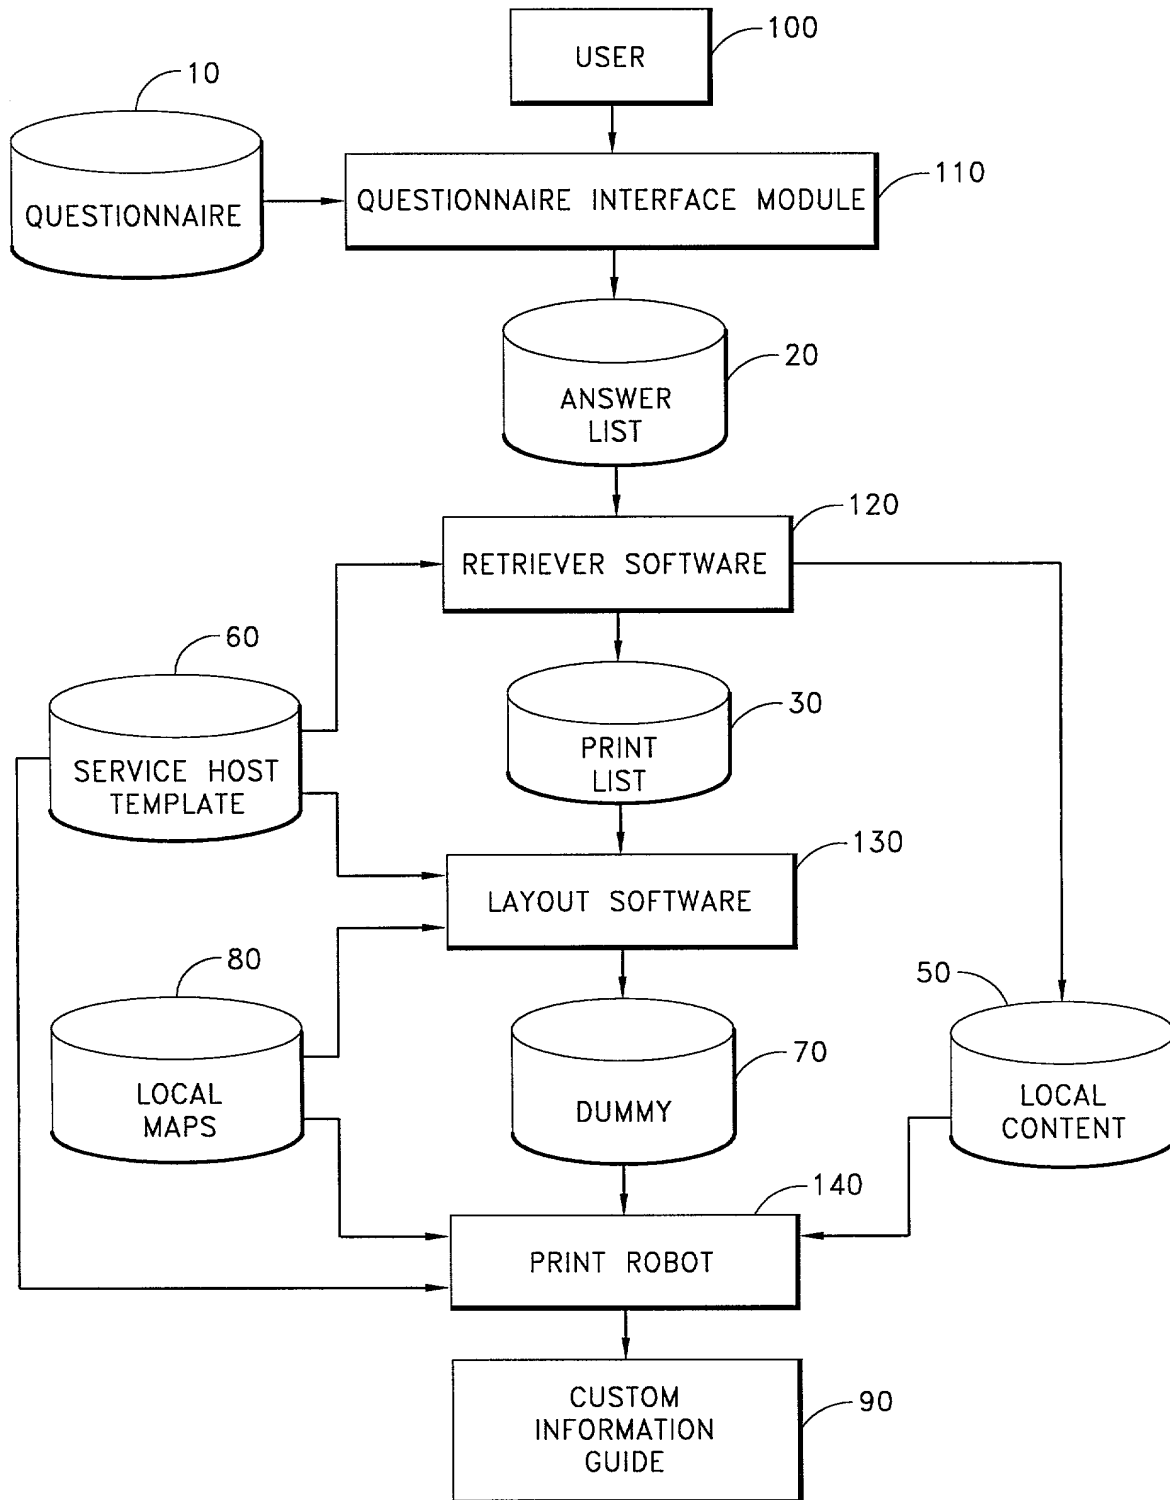 100
USER
10
QUESTIONNAIRE
110
QUESTIONNAIRE INTERFACE MODULE
20
ANSWER
LIST
120
RETRIEVER SOFTWARE
60
SERVICE HOST
TEMPLATE
30
PRINT
LIST
130
LAYOUT SOFTWARE
80
LOCAL
MAPS
70
DUMMY
50
LOCAL
CONTENT
140
PRINT ROBOT
90
CUSTOM
INFORMATION
GUIDE